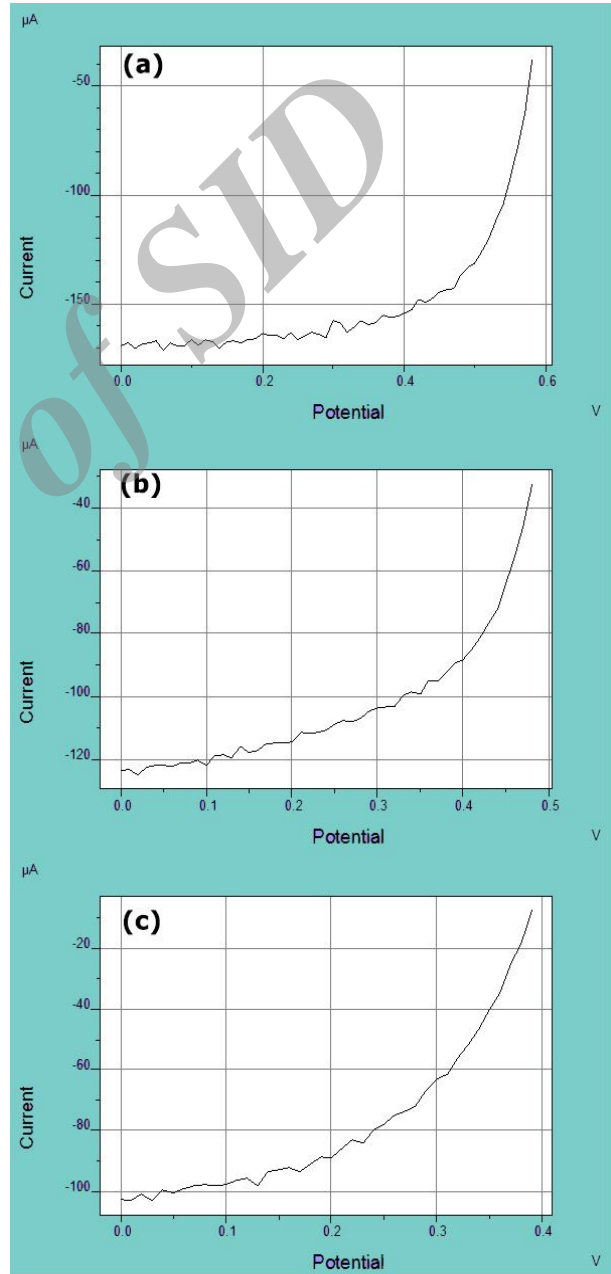 µA
(a)
-50
-100
-150
Current
0.0 0.2 0.4 0.6
Potential V
µA
(b)
-40
-60
-80
-100
-120
Current
0.0 0.1 0.2 0.3 0.4 0.5
Potential V
µA
(c)
-20
-40
-60
-80
-100
Current
0.0 0.1 0.2 0.3 0.4
Potential V
of SID